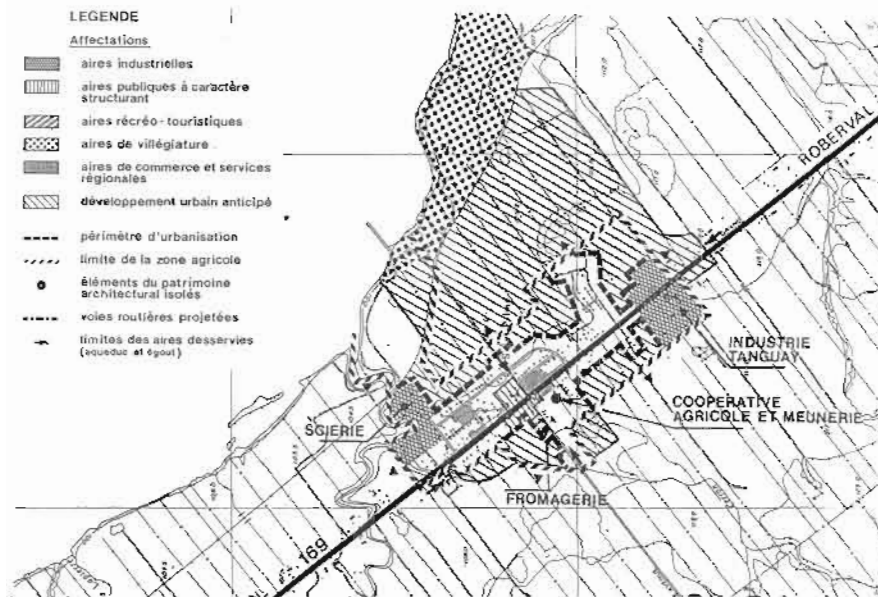 LEGENDE
Affectations
aires industrielles
aires publiques à caractère
structurant
aires récréo-touristiques
aires de villégiature
aires de commerce et services
régionales
développement urbain anticipé
périmètre d'urbanisation
limite de la zone agricole
éléments du patrimoine
architectural isolés
voies routières projetées
limites des aires desservies
(aqueduc et égout)
ROBERVAL
INDUSTRIE
TANGUAY
COOPERATIVE
AGRICOLE ET MEUNERIE
SCIERIE
FROMAGERIE
169